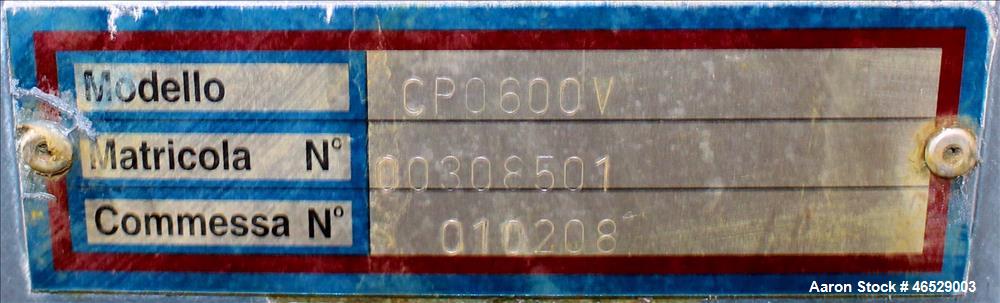 Modello CP0600V
Matricola N° 00308501
Commessa N° S 010208
Aaron Stock # 46529003